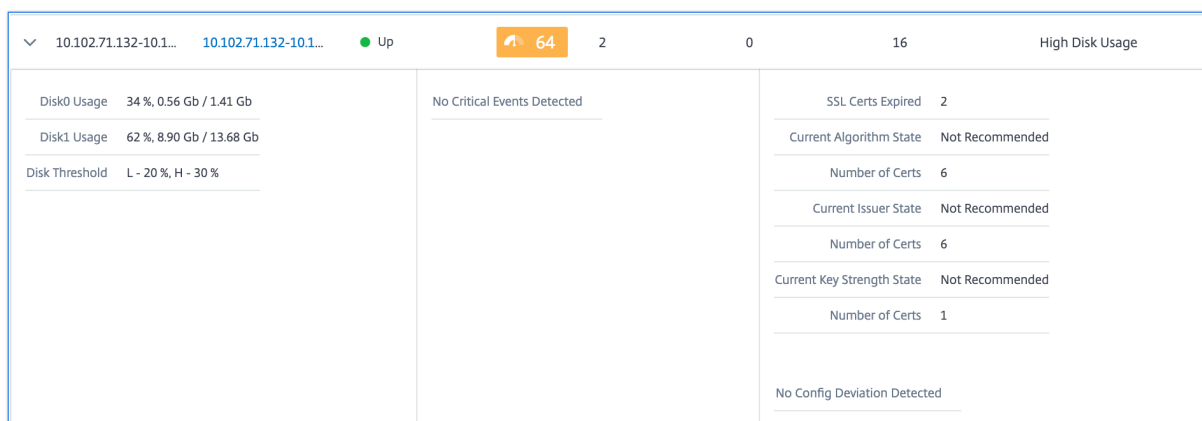 10.102.71.132-10.1... 10.102.71.132-10.1... Up 64 2 0 16 High Disk Usage
Disk0 Usage 34 %, 0.56 Gb / 1.41 Gb
Disk1 Usage 62 %, 8.90 Gb / 13.68 Gb
Disk Threshold L - 20 %, H - 30 %
No Critical Events Detected
SSL Certs Expired 2
Current Algorithm State Not Recommended
Number of Certs 6
Current Issuer State Not Recommended
Number of Certs 6
Current Key Strength State Not Recommended
Number of Certs 1
No Config Deviation Detected